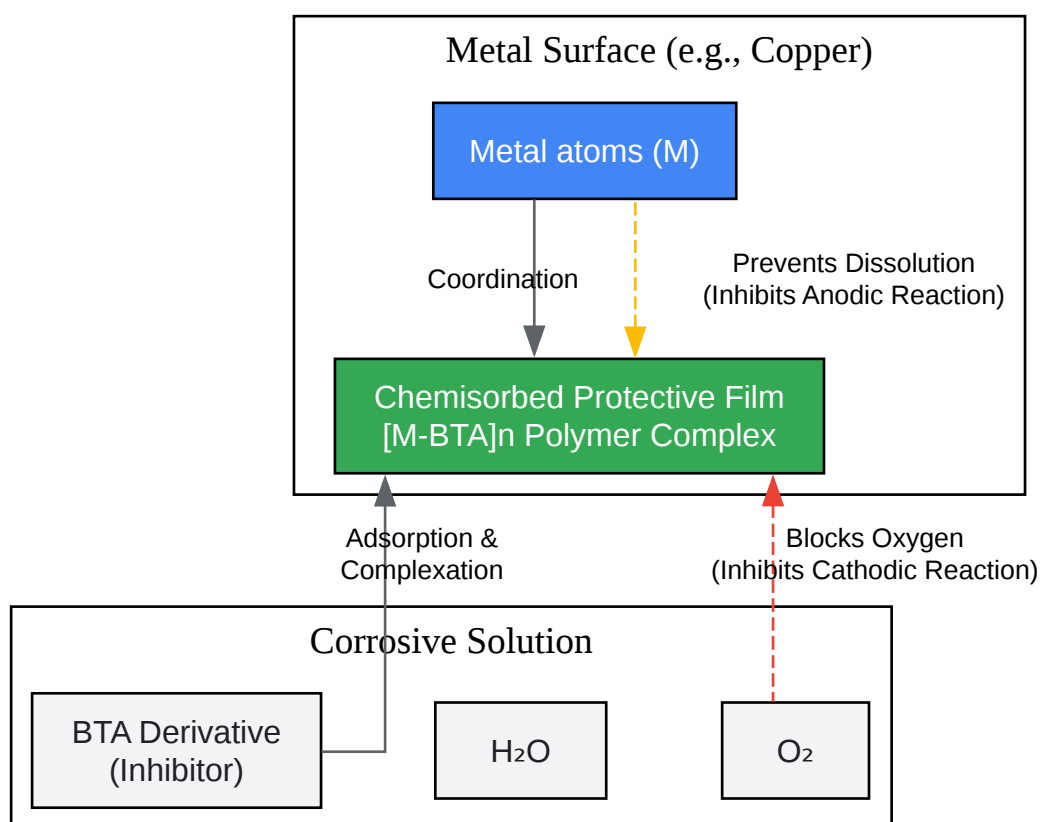 Metal Surface (e.g., Copper)
Metal atoms (M)
Coordination
Prevents Dissolution
(Inhibits Anodic Reaction)
Chemisorbed Protective Film
[M-BTA]n Polymer Complex
Adsorption &
Complexation
Blocks Oxygen
(Inhibits Cathodic Reaction)
Corrosive Solution
BTA Derivative
(Inhibitor)
H₂O
O₂